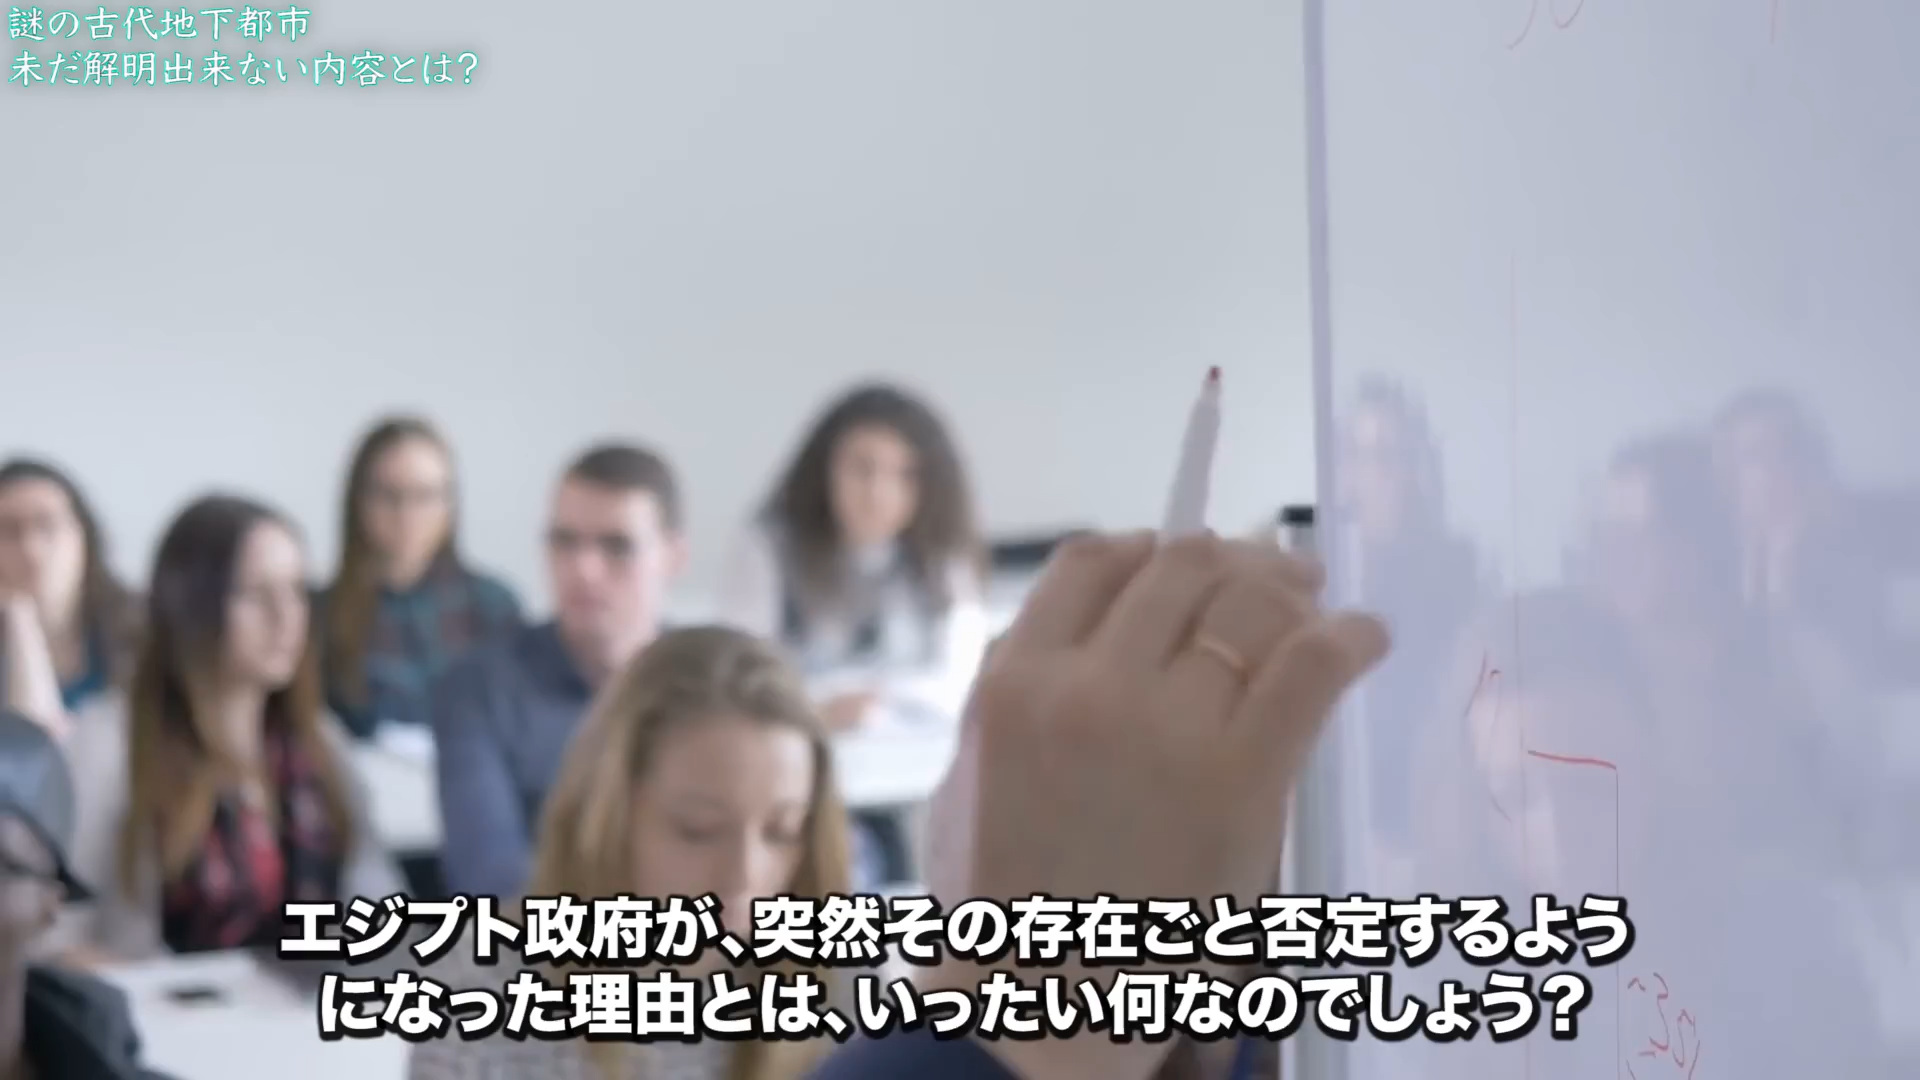 謎の古代地下都市
未だ解明出来ない内容とは?
エジプト政府が、突然その存在ごと否定するよう
になった理由とは、いったい何なのでしょう?